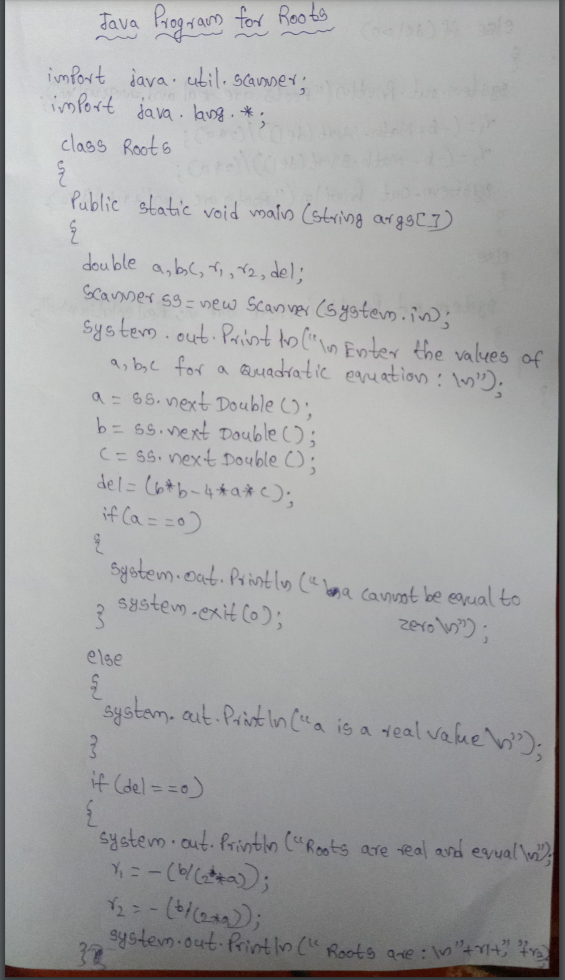 Java Program for Roots
import java.util.scanner;
import java.lang.*;
class Roots
{
Public static void main (string args[])
{
double a,b,c, r1, r2, del;
Scanner ss = new Scanner (system.in);
system.out.Println("\n Enter the values of
a,b,c for a quadratic equation : \n");
a = ss.next Double ();
b = ss.next Double ();
c = ss.next Double ();
del = (b*b-4*a*c);
if(a==0)
{
system.out.Println("a cannot be equal to
zero\n");
system.exit(0);
}
else
{
system.out.Println("a is a real value \n");
}
if (del ==0)
{
system.out.Println ("Roots are real and equal\n");
r1 = -(b/(2*a));
r2 = -(b/(2*a));
system.out.Println (" Roots are : \n"+r1+","+r2);
}